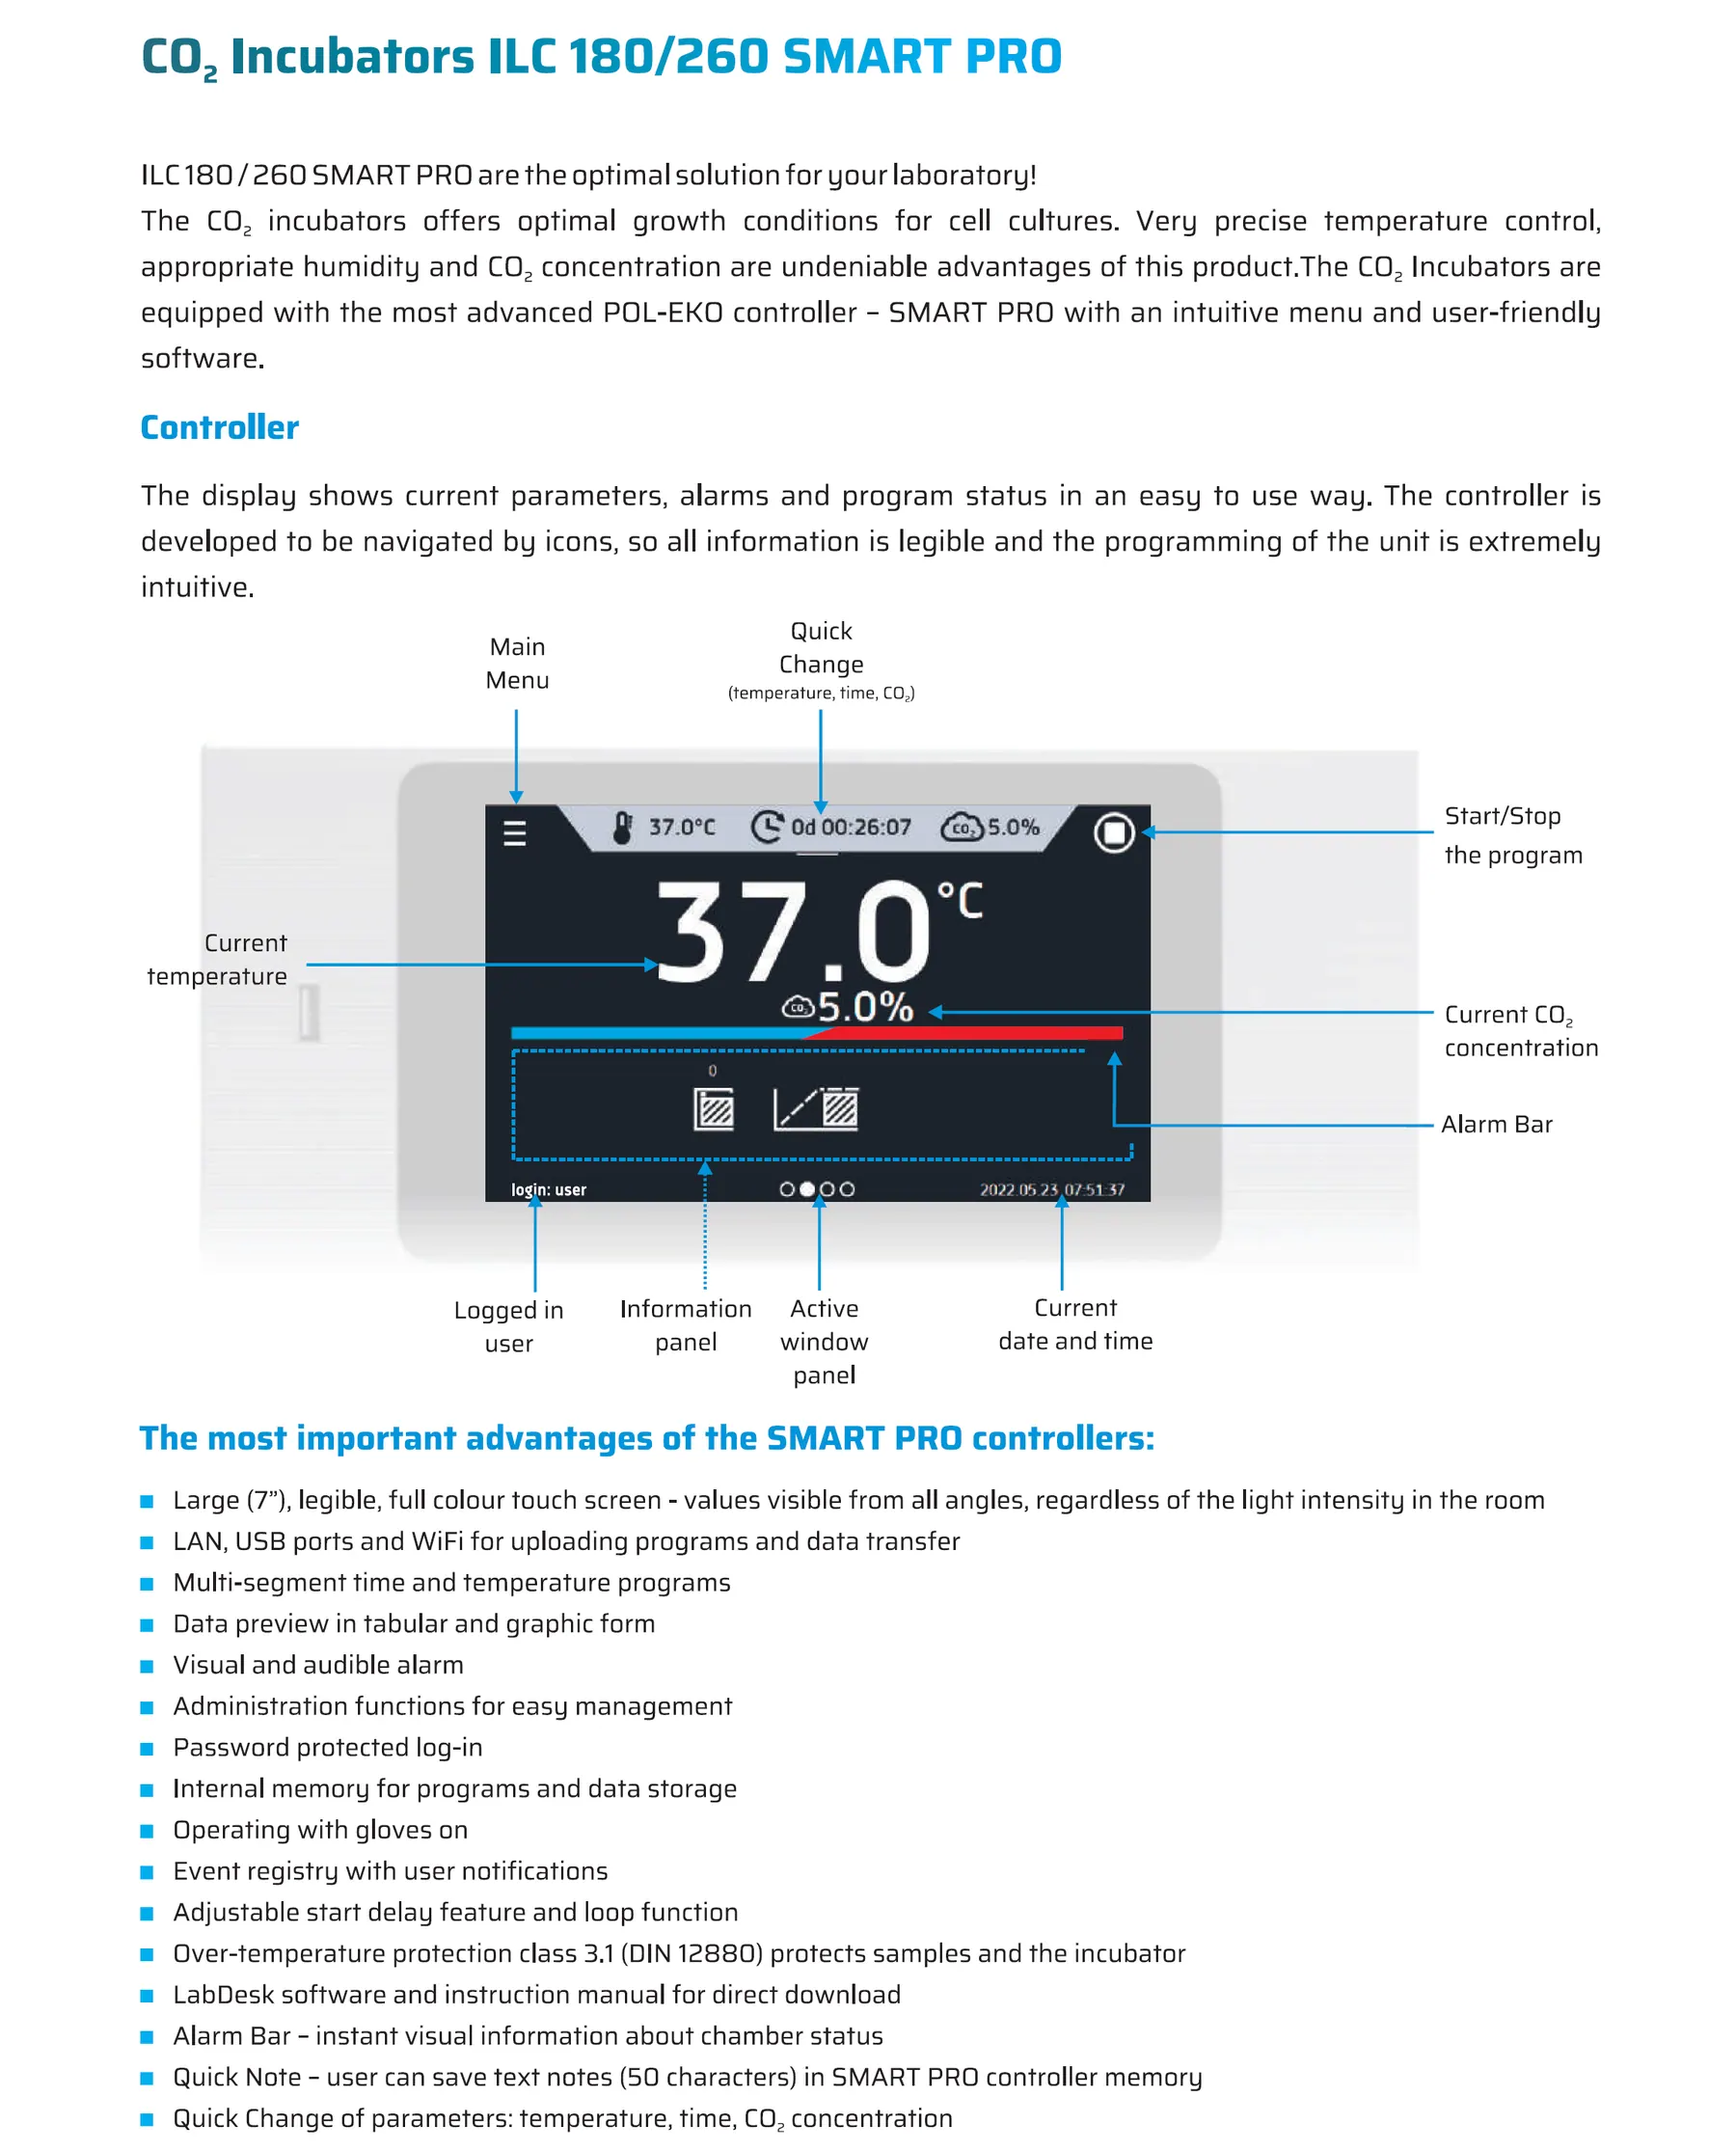 CO₂ Incubators ILC 180/260 SMART PRO
ILC 180 / 260 SMART PRO are the optimal solution for your laboratory!
The CO₂ incubators offers optimal growth conditions for cell cultures. Very precise temperature control,
appropriate humidity and CO₂ concentration are undeniable advantages of this product.The CO₂ Incubators are
equipped with the most advanced POL-EKO controller – SMART PRO with an intuitive menu and user-friendly
software.
Controller
The display shows current parameters, alarms and program status in an easy to use way. The controller is
developed to be navigated by icons, so all information is legible and the programming of the unit is extremely
intuitive.
Main
Menu
Quick
Change
(temperature, time, CO₂)
37.0°C 0d 00:26:07 CO₂ 5.0%
Start/Stop
the program
37.0°C
Current
temperature
CO₂ 5.0%
Current CO₂
concentration
0
Alarm Bar
login: user
2022.05.23 07:51:37
Logged in
user
Information
panel
Active
window
panel
Current
date and time
The most important advantages of the SMART PRO controllers:
Large (7”), legible, full colour touch screen - values visible from all angles, regardless of the light intensity in the room
LAN, USB ports and WiFi for uploading programs and data transfer
Multi-segment time and temperature programs
Data preview in tabular and graphic form
Visual and audible alarm
Administration functions for easy management
Password protected log-in
Internal memory for programs and data storage
Operating with gloves on
Event registry with user notifications
Adjustable start delay feature and loop function
Over-temperature protection class 3.1 (DIN 12880) protects samples and the incubator
LabDesk software and instruction manual for direct download
Alarm Bar – instant visual information about chamber status
Quick Note – user can save text notes (50 characters) in SMART PRO controller memory
Quick Change of parameters: temperature, time, CO₂ concentration